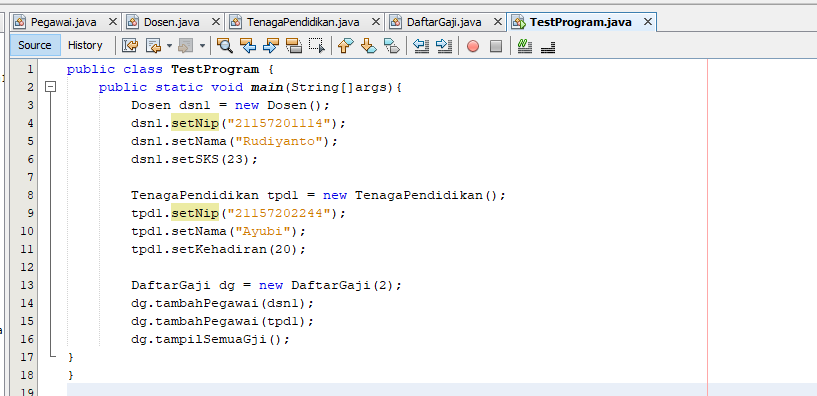 Pegawai.java Dosen.java TenagaPendidikan.java DaftarGaji.java TestProgram.java
Source History
1 public class TestProgram {
2 public static void main(String[]args){
3 Dosen dsn1 = new Dosen();
4 dsn1.setNip("21157201114");
5 dsn1.setNama("Rudiyanto");
6 dsn1.setSKS(23);
7
8 TenagaPendidikan tpd1 = new TenagaPendidikan();
9 tpd1.setNip("21157202244");
10 tpd1.setNama("Ayubi");
11 tpd1.setKehadiran(20);
12
13 DaftarGaji dg = new DaftarGaji(2);
14 dg.tambahPegawai(dsn1);
15 dg.tambahPegawai(tpd1);
16 dg.tampilSemuaGji();
17 }
18 }
19